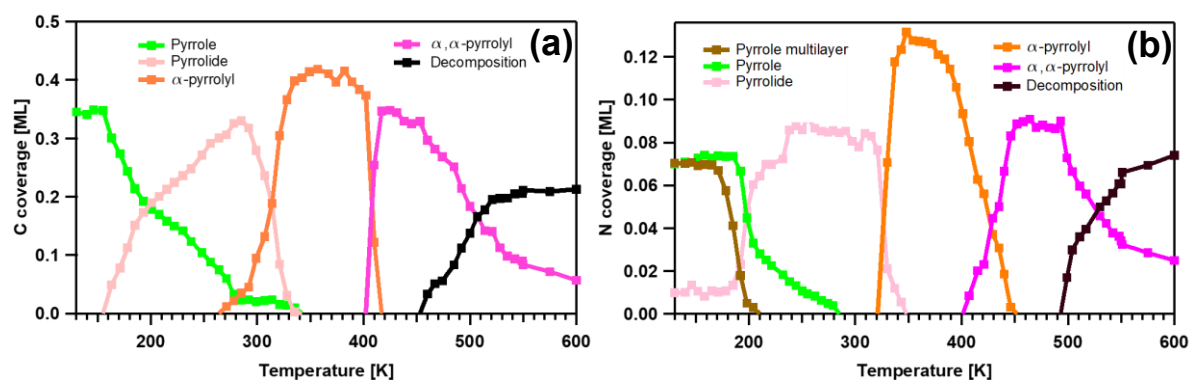 (a)
C coverage [ML]
0.5
0.4
0.3
0.2
0.1
0.0
Pyrrole
Pyrrolide
α-pyrrolyl
α,α-pyrrolyl
Decomposition
200 300 400 500 600
Temperature [K]
(b)
N coverage [ML]
0.12
0.10
0.08
0.06
0.04
0.02
0.00
Pyrrole multilayer
Pyrrole
Pyrrolide
α-pyrrolyl
α,α-pyrrolyl
Decomposition
200 300 400 500 600
Temperature [K]